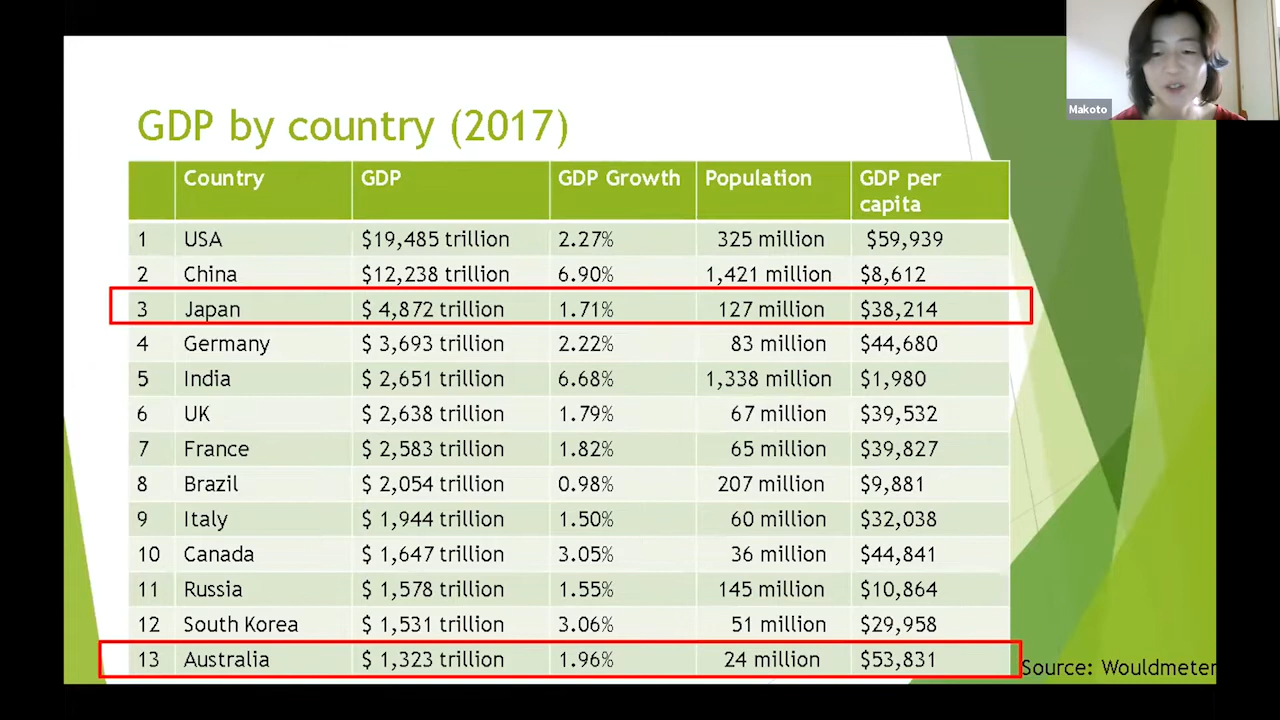 Makoto
GDP by country (2017)
Country GDP GDP Growth Population GDP per capita
1 USA $19,485 trillion 2.27% 325 million $59,939
2 China $12,238 trillion 6.90% 1,421 million $8,612
3 Japan $ 4,872 trillion 1.71% 127 million $38,214
4 Germany $ 3,693 trillion 2.22% 83 million $44,680
5 India $ 2,651 trillion 6.68% 1,338 million $1,980
6 UK $ 2,638 trillion 1.79% 67 million $39,532
7 France $ 2,583 trillion 1.82% 65 million $39,827
8 Brazil $ 2,054 trillion 0.98% 207 million $9,881
9 Italy $ 1,944 trillion 1.50% 60 million $32,038
10 Canada $ 1,647 trillion 3.05% 36 million $44,841
11 Russia $ 1,578 trillion 1.55% 145 million $10,864
12 South Korea $ 1,531 trillion 3.06% 51 million $29,958
13 Australia $ 1,323 trillion 1.96% 24 million $53,831
Source: Wouldmeter